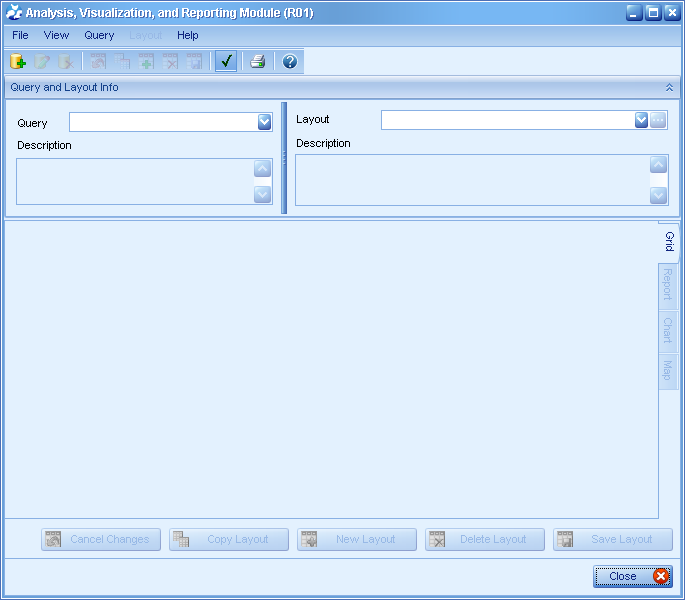 Analysis, Visualization, and Reporting Module (R01)
File View Query Layout Help
Query and Layout Info
Query
Description
Layout
Description
Grid
Report
Chart
Map
Cancel Changes Copy Layout New Layout Delete Layout Save Layout
Close